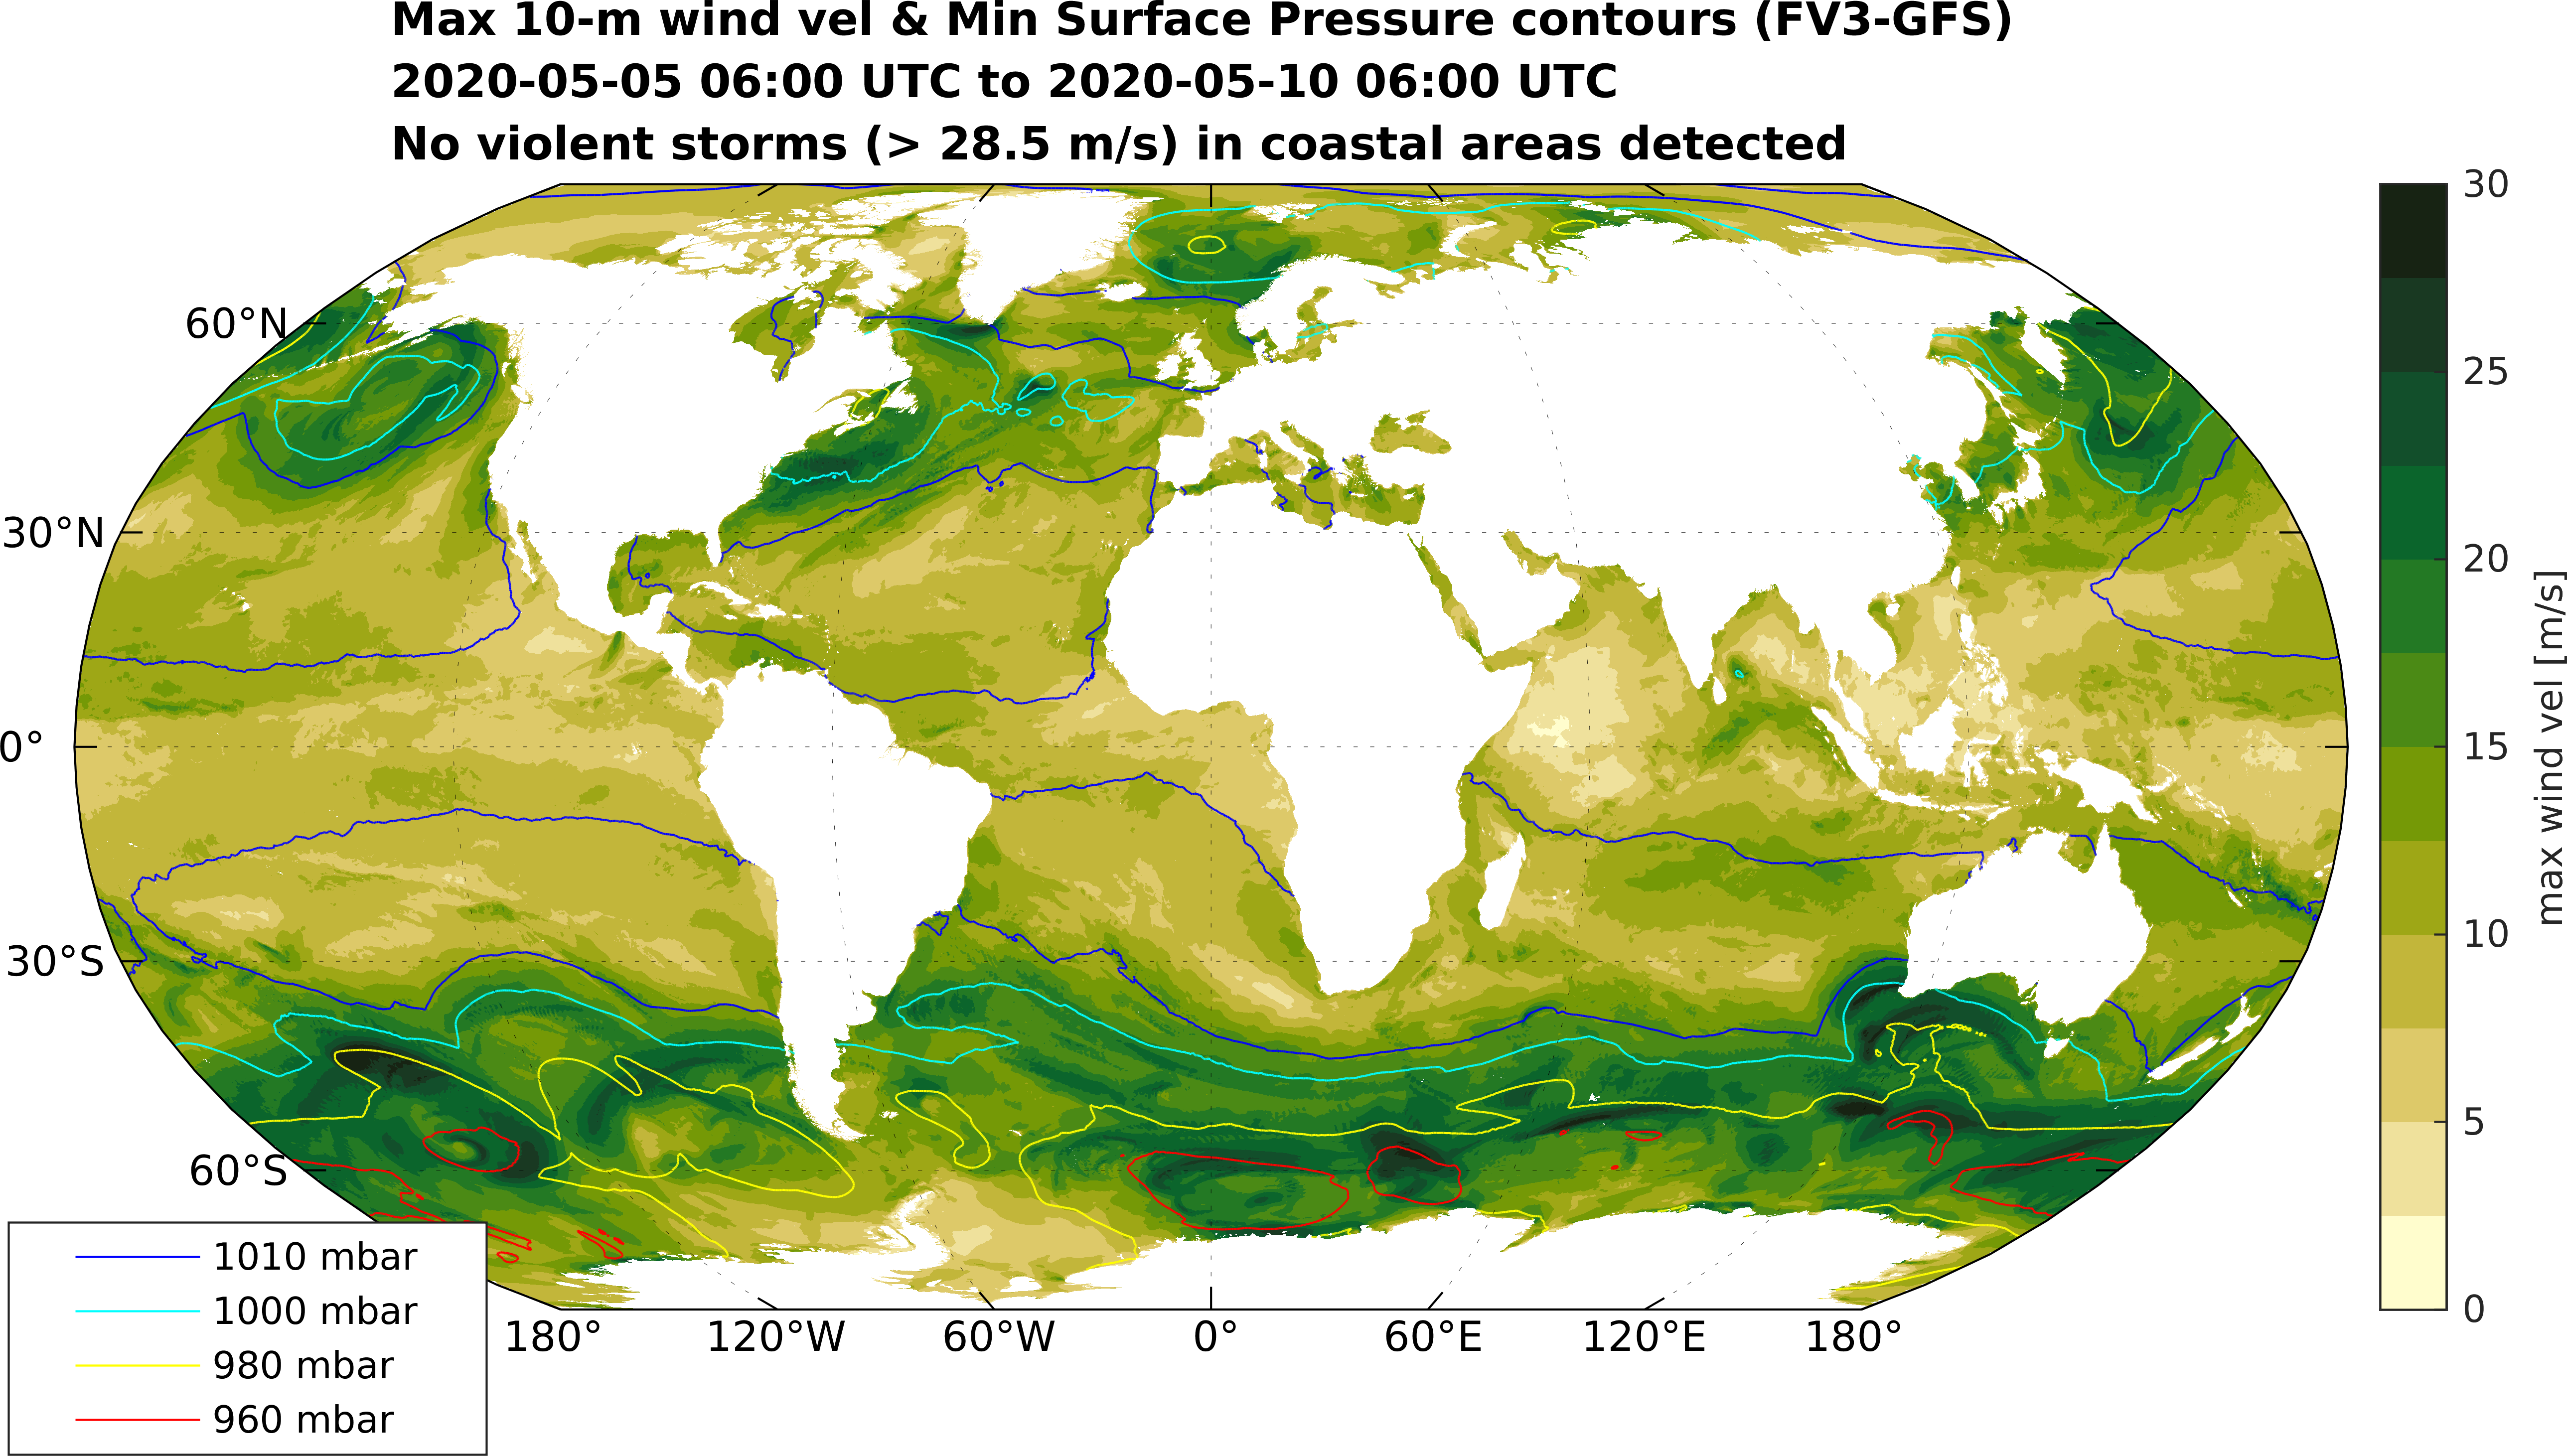 Max 10-m wind vel & Min Surface Pressure contours (FV3-GFS)
2020-05-05 06:00 UTC to 2020-05-10 06:00 UTC
No violent storms (> 28.5 m/s) in coastal areas detected
60°N
30°N
0°
30°S
60°S
180°
120°W
60°W
0°
60°E
120°E
180°
30
25
20
15
10
5
0
max wind vel [m/s]
1010 mbar
1000 mbar
980 mbar
960 mbar